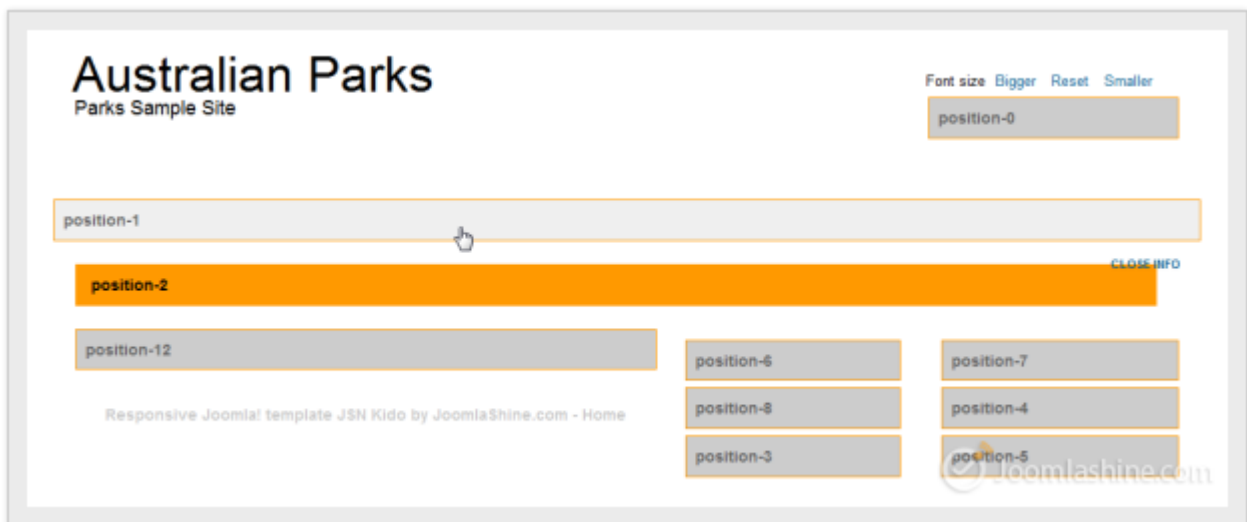 Australian Parks
Parks Sample Site
Font size Bigger Reset Smaller
position-0
position-1
CLOSE INFO
position-2
position-12
position-6
position-7
Responsive Joomla! template JSN Kido by JoomlaShine.com - Home
position-8
position-4
position-3
position-5
Joomlashine.com